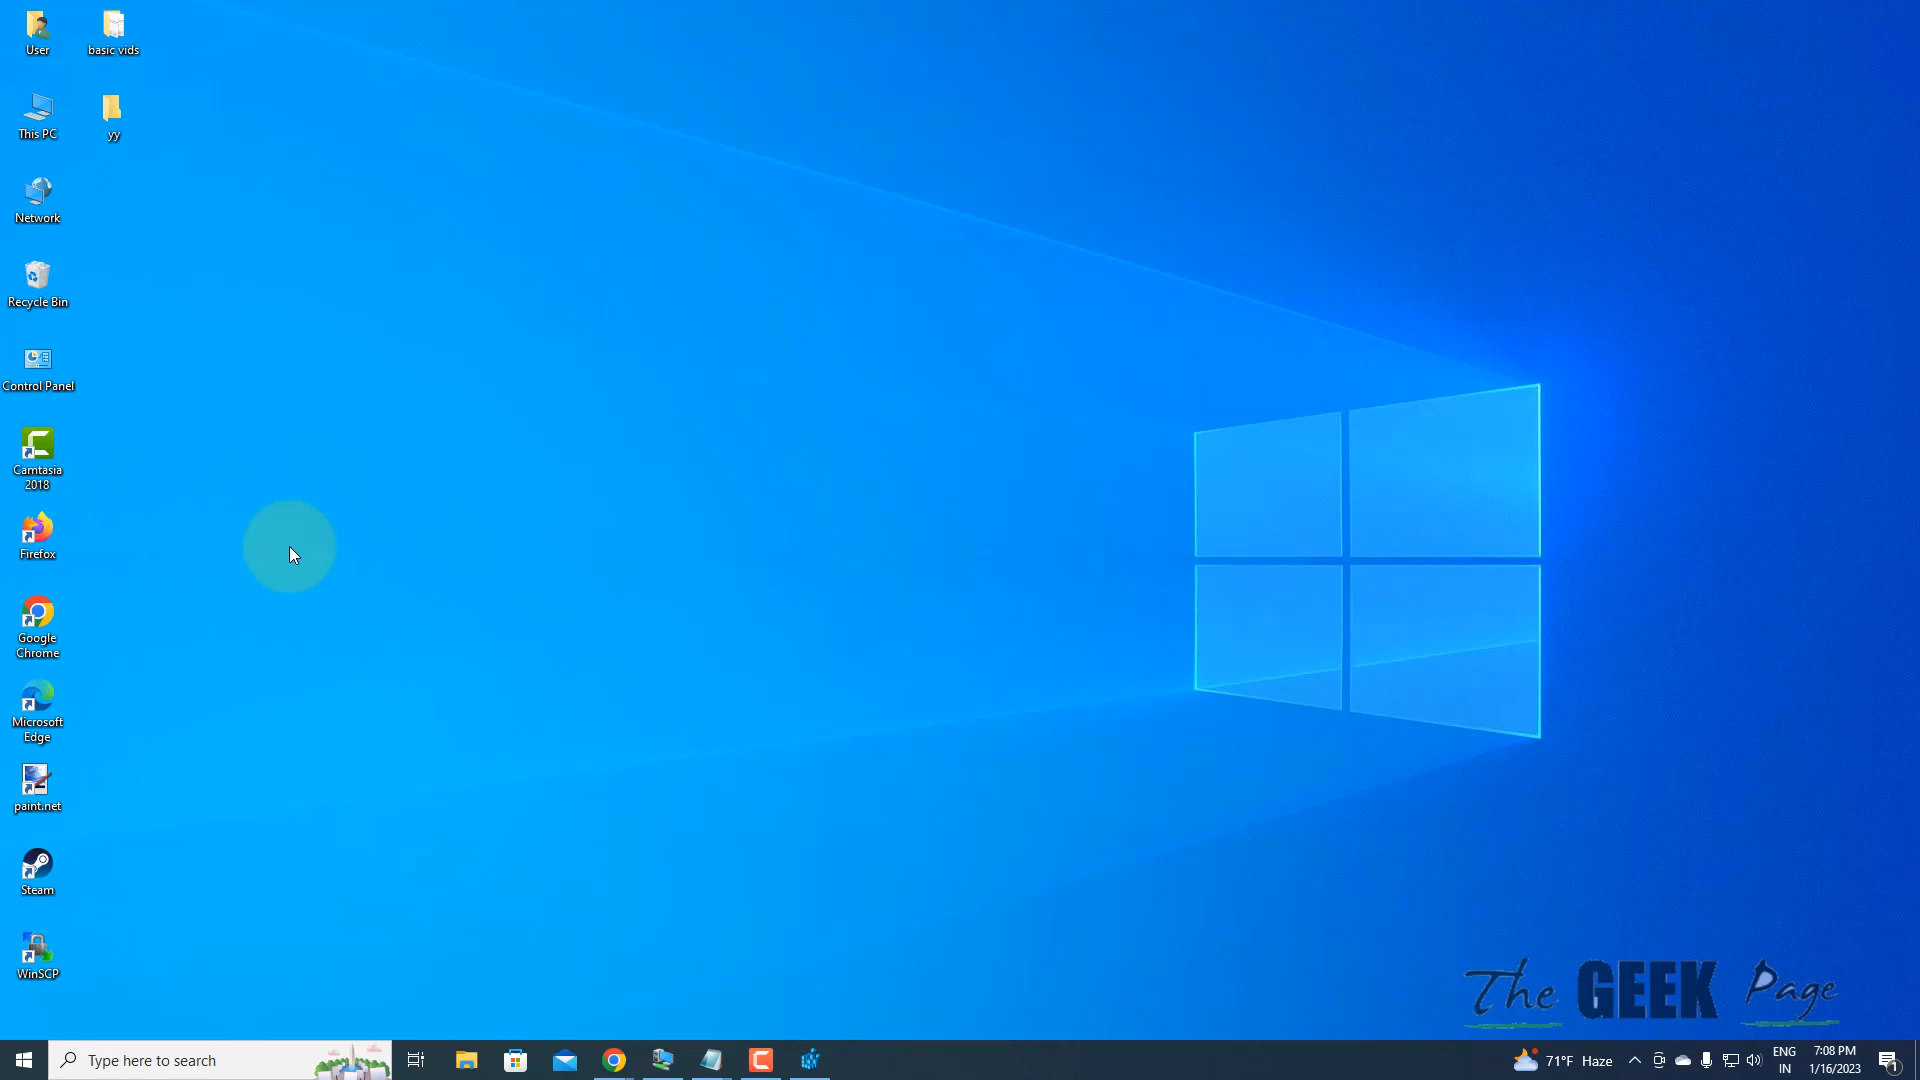 User
basic vids
This PC
yy
Network
Recycle Bin
Control Panel
Camtasia
2018
Firefox
Google
Chrome
Microsoft
Edge
paint.net
Steam
WinSCP
The GEEK Page
Type here to search
71°F Haze
ENG
IN
7:08 PM
1/16/2023
1